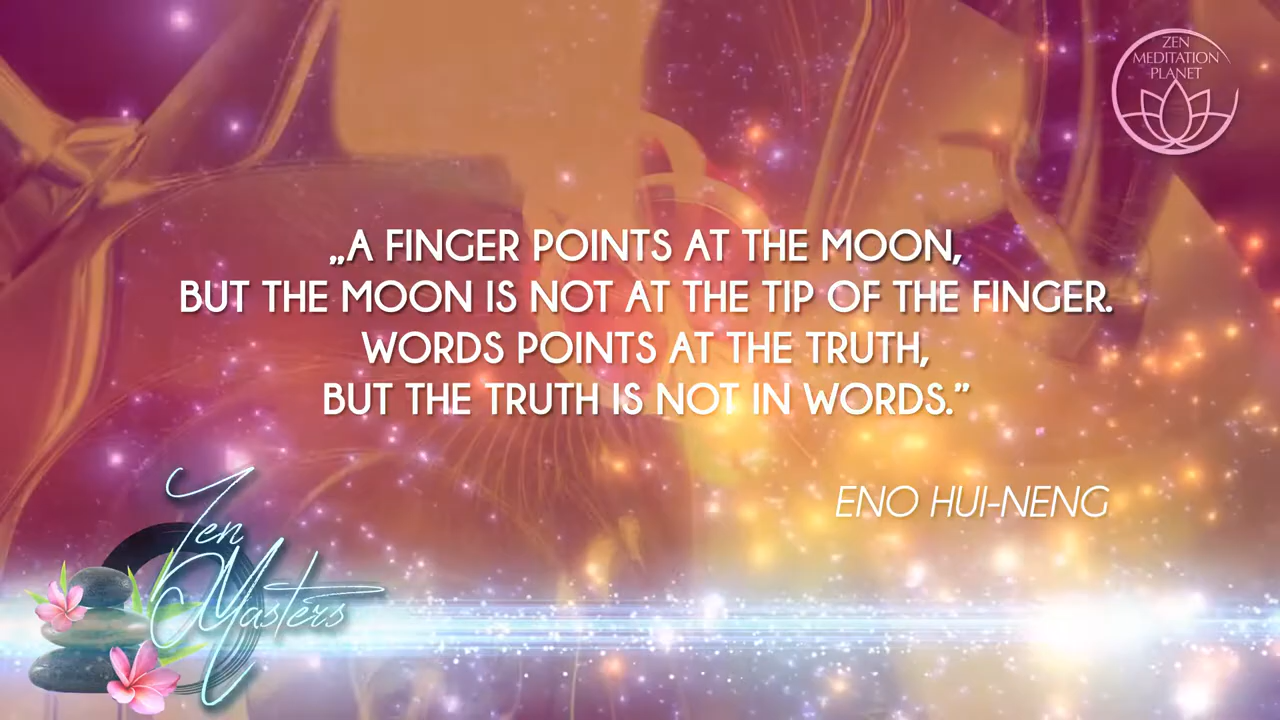 ZEN
MEDITATION
PLANET
„A FINGER POINTS AT THE MOON,
BUT THE MOON IS NOT AT THE TIP OF THE FINGER.
WORDS POINTS AT THE TRUTH,
BUT THE TRUTH IS NOT IN WORDS.”
ENO HUI-NENG
Zen
Masters